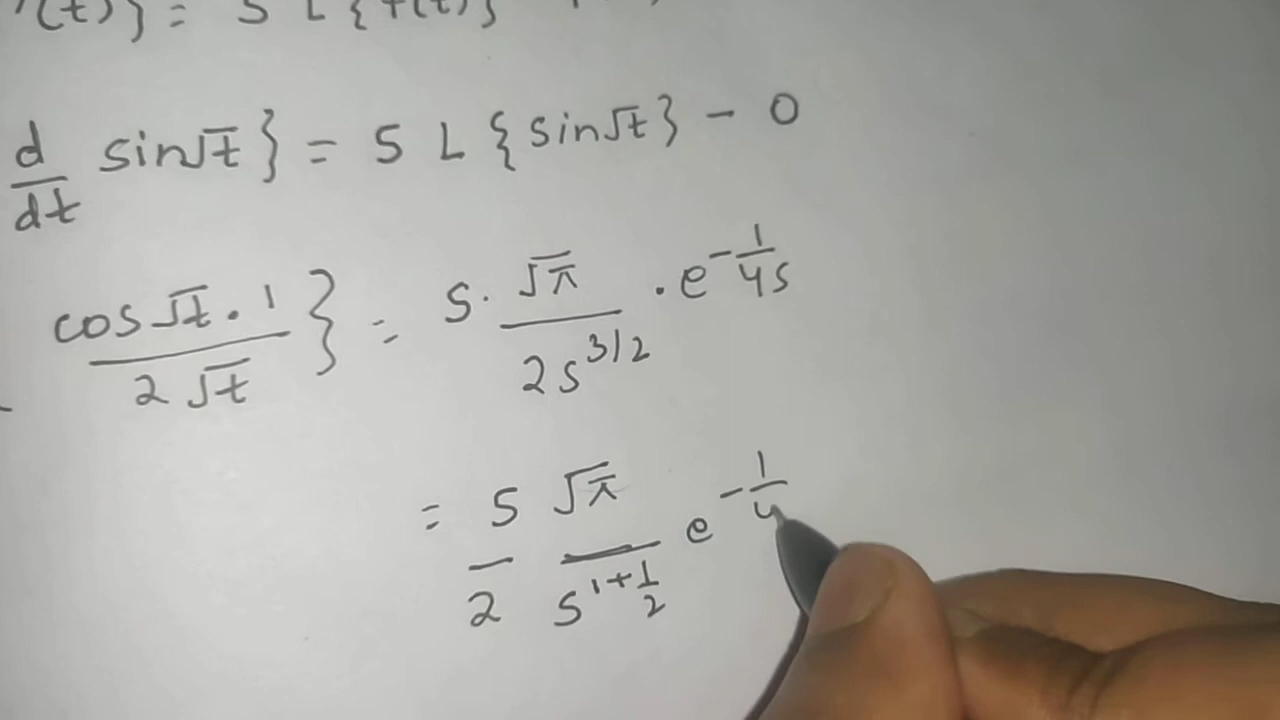 '(t)} = S L {f(t)}
d/dt sin√t} = S L {sin√t} - 0
cos√t · 1 / 2√t } = S · √π / 2s^3/2 · e^-1/4s
= S/2 √π / s^1+1/2 e^-1/4